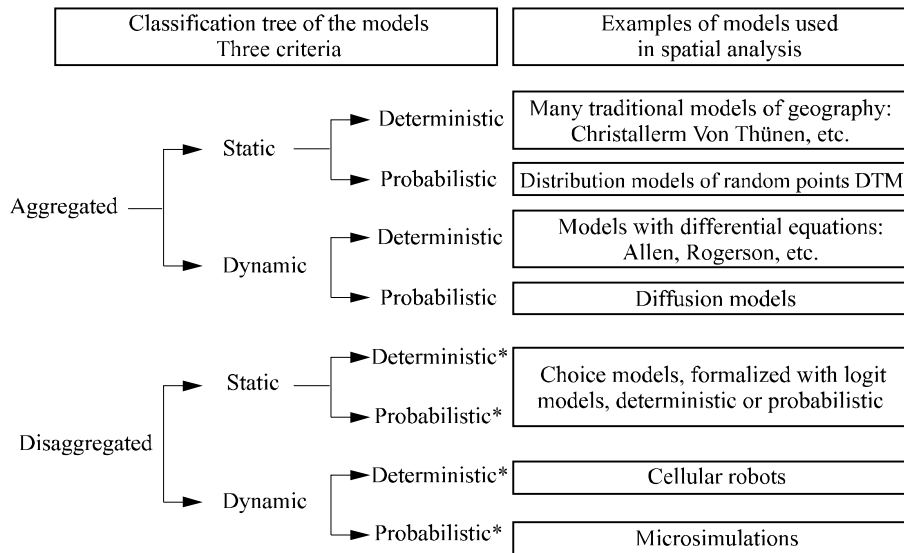 Classification tree of the models
Three criteria
Examples of models used
in spatial analysis
Aggregated
Static
Deterministic
Many traditional models of geography:
Christallerm Von Thünen, etc.
Probabilistic
Distribution models of random points DTM
Dynamic
Deterministic
Models with differential equations:
Allen, Rogerson, etc.
Probabilistic
Diffusion models
Disaggregated
Static
Deterministic*
Probabilistic*
Choice models, formalized with logit
models, deterministic or probabilistic
Dynamic
Deterministic*
Cellular robots
Probabilistic*
Microsimulations